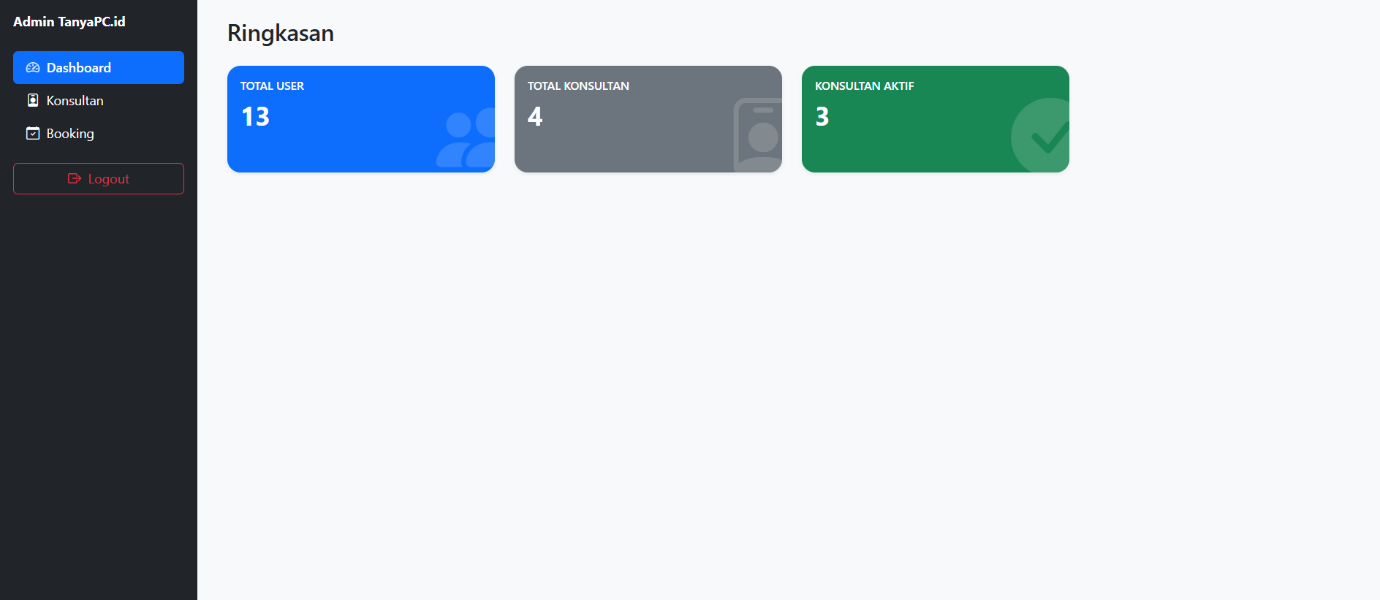 Admin TanyaPC.id
Dashboard
Konsultan
Booking
Logout
Ringkasan
TOTAL USER
13
TOTAL KONSULTAN
4
KONSULTAN AKTIF
3